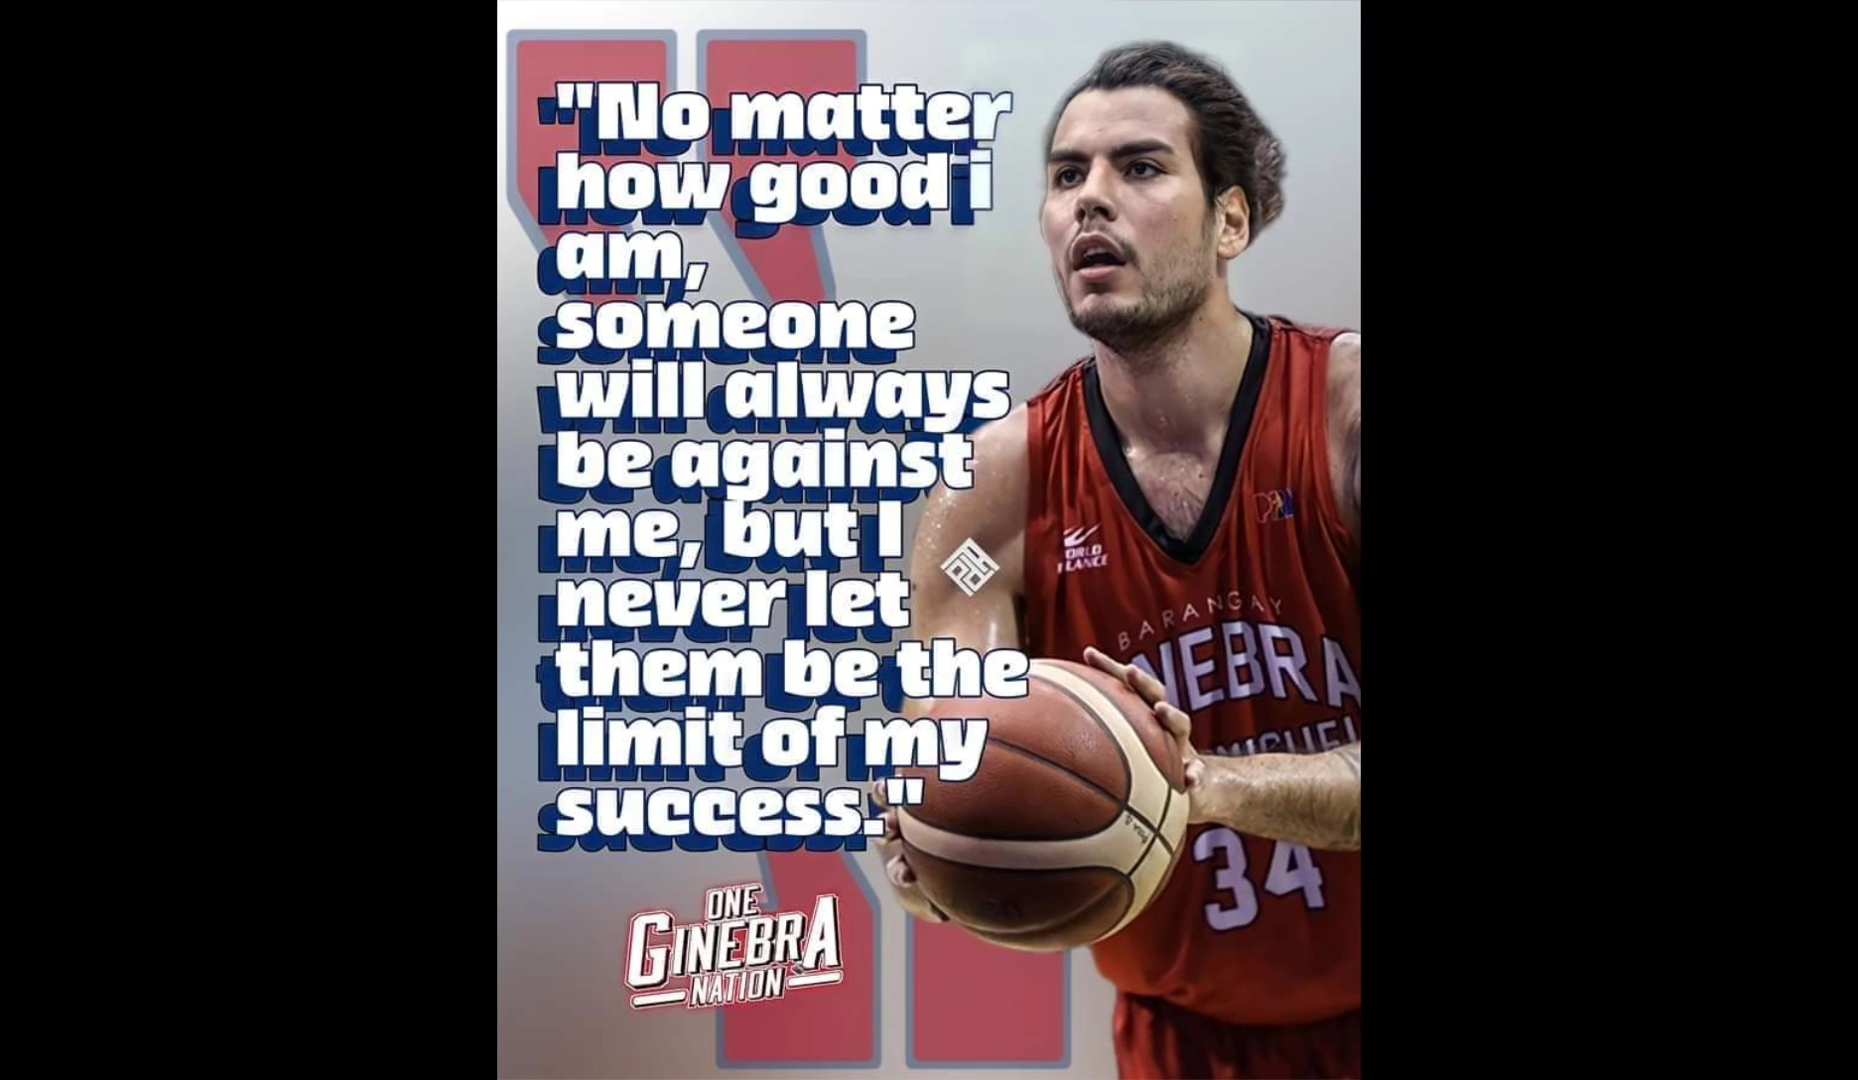 "No matter
how good i
am,
someone
will always
be against
me, but I
never let
them be the
limit of my
success."
ONE
GINEBRA
NATION
PBA
BARANGAY
GINEBRA
34